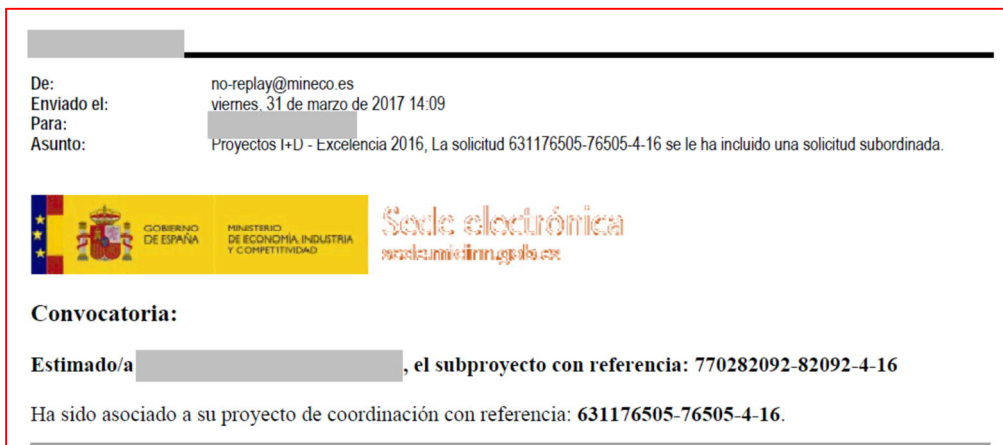 De: no-replay@mineco.es
Enviado el: viernes, 31 de marzo de 2017 14:09
Para:
Asunto: Proyectos I+D - Excelencia 2016, La solicitud 631176505-76505-4-16 se le ha incluido una solicitud subordinada.
GOBIERNO
DE ESPAÑA
MINISTERIO
DE ECONOMÍA, INDUSTRIA
Y COMPETITIVIDAD
Sede electrónica
Convocatoria:
Estimado/a , el subproyecto con referencia: 770282092-82092-4-16
Ha sido asociado a su proyecto de coordinación con referencia: 631176505-76505-4-16.